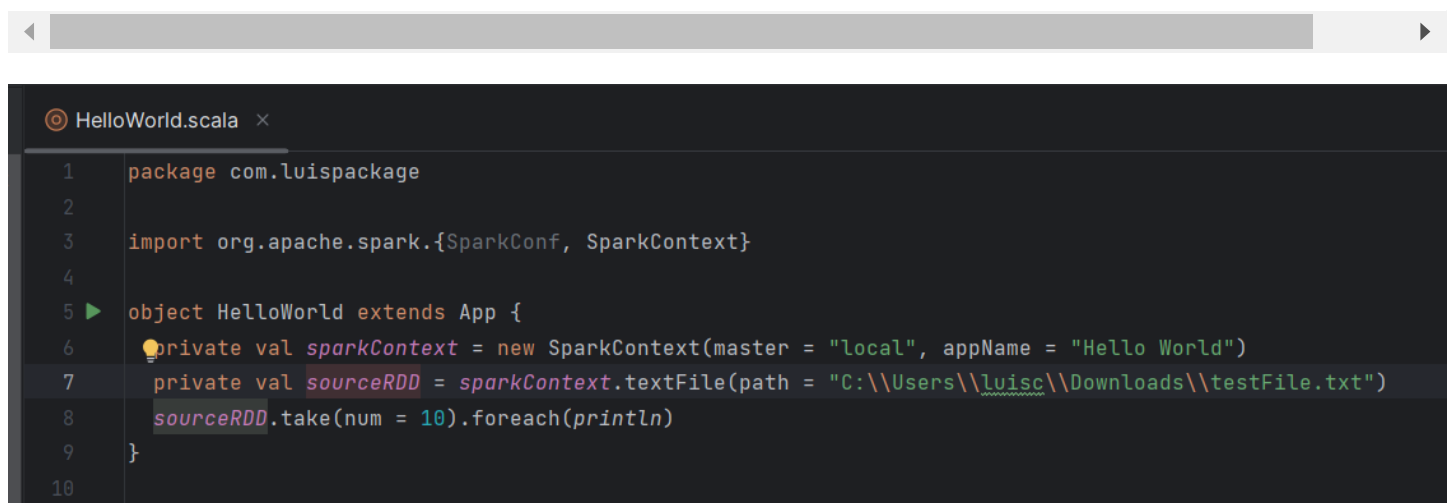 HelloWorld.scala ×
1 package com.luispackage
2
3 import org.apache.spark.{SparkConf, SparkContext}
4
5 object HelloWorld extends App {
6 private val sparkContext = new SparkContext(master = "local", appName = "Hello World")
7 private val sourceRDD = sparkContext.textFile(path = "C:\\Users\\luisc\\Downloads\\testFile.txt")
8 sourceRDD.take(num = 10).foreach(println)
9 }
10